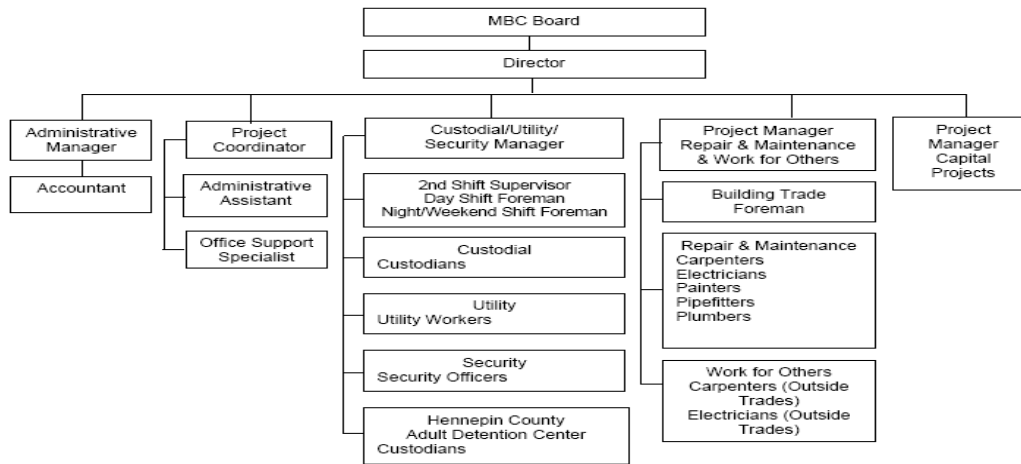 MBC Board
Director
Administrative
Manager
Accountant
Project
Coordinator
Administrative
Assistant
Office Support
Specialist
Custodial/Utility/
Security Manager
2nd Shift Supervisor
Day Shift Foreman
Night/Weekend Shift Foreman
Custodial
Custodians
Utility
Utility Workers
Security
Security Officers
Hennepin County
Adult Detention Center
Custodians
Project Manager
Repair & Maintenance
& Work for Others
Building Trade
Foreman
Repair & Maintenance
Carpenters
Electricians
Painters
Pipefitters
Plumbers
Work for Others
Carpenters (Outside
Trades)
Electricians (Outside
Trades)
Project
Manager
Capital
Projects